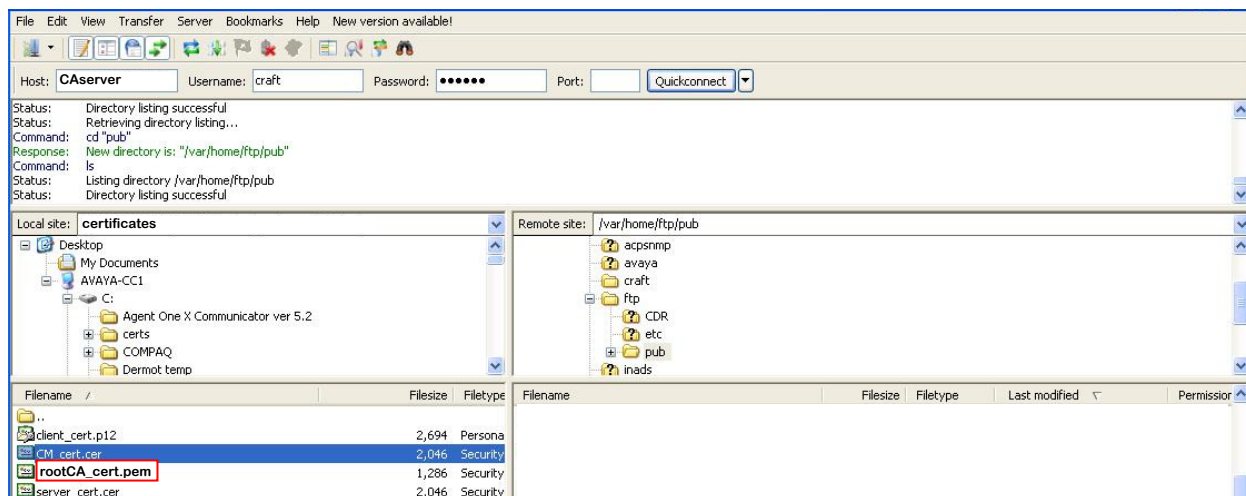 File Edit View Transfer Server Bookmarks Help New version available!
Host: CAserver Username: craft Password: ●●●●●● Port: Quickconnect
Status: Directory listing successful
Status: Retrieving directory listing...
Command: cd "pub"
Response: New directory is: "/var/home/ftp/pub"
Command: ls
Status: Listing directory /var/home/ftp/pub
Status: Directory listing successful
Local site: certificates
Desktop
My Documents
AVAYA-CC1
C:
Agent One X Communicator ver 5.2
certs
COMPAQ
Dermot temp
Remote site: /var/home/ftp/pub
acpsnmp
avaya
craft
ftp
CDR
etc
pub
inads
Filename Filesize Filetype
..
client_cert.p12 2,694 Persona
CM_cert.cer 2,046 Security
rootCA_cert.pem 1,286 Security
server_cert.cer 2,046 Security
Filename Filesize Filetype Last modified Permission